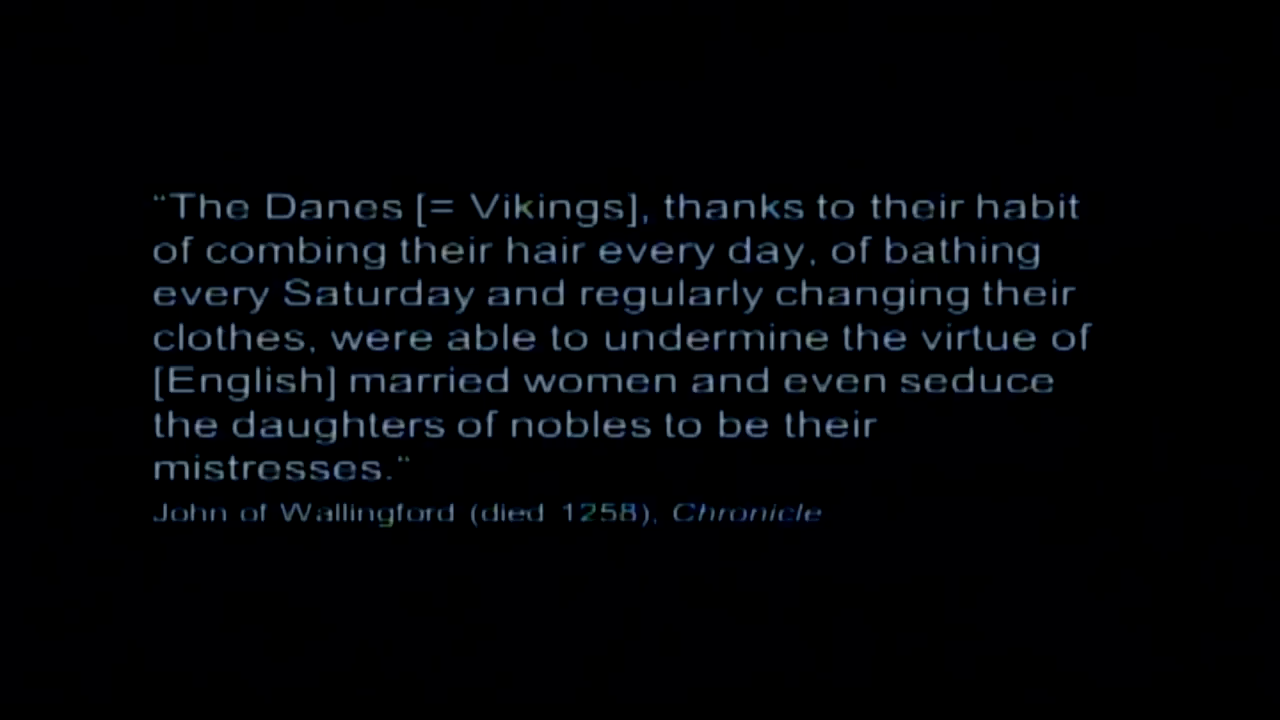 “The Danes [= Vikings], thanks to their habit
of combing their hair every day, of bathing
every Saturday and regularly changing their
clothes, were able to undermine the virtue of
[English] married women and even seduce
the daughters of nobles to be their
mistresses.”
John of Wallingford (died 1258), Chronicle